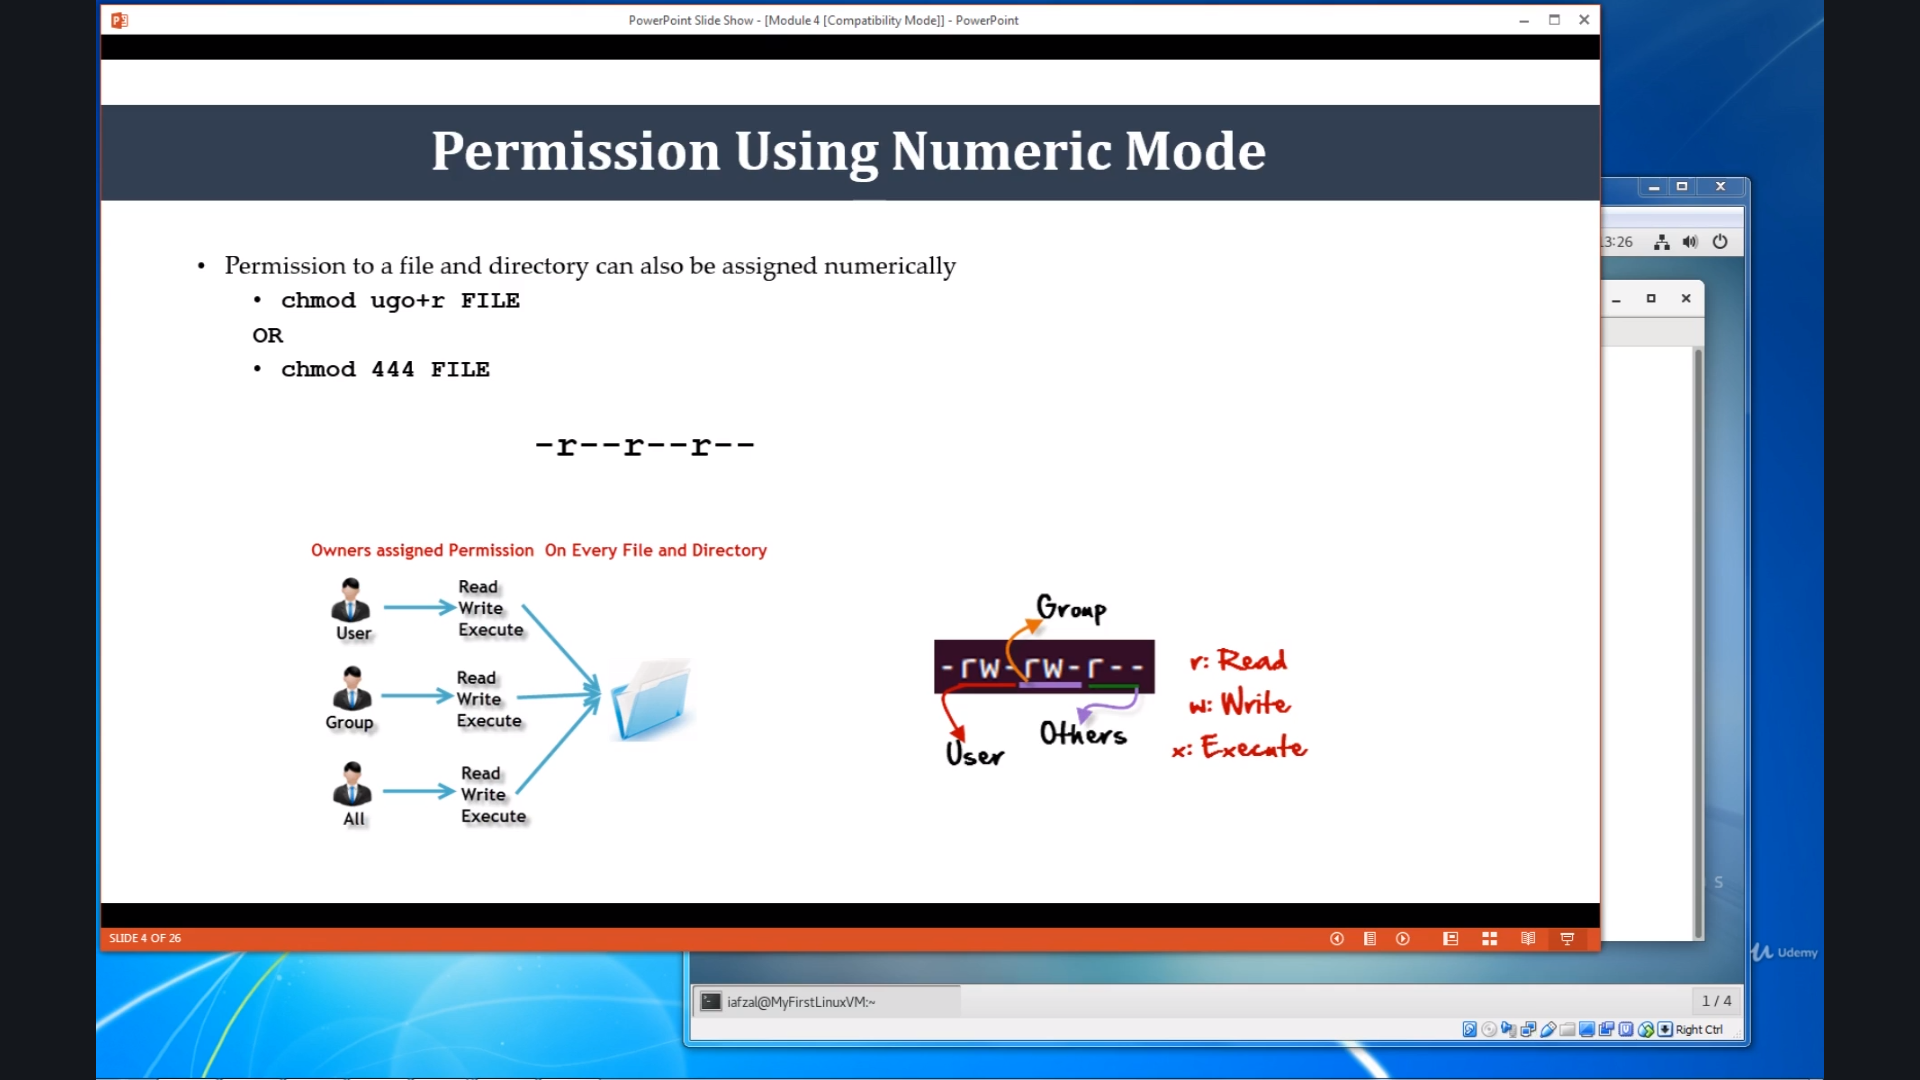 PowerPoint Slide Show - [Module 4 [Compatibility Mode]] - PowerPoint
Permission Using Numeric Mode
• Permission to a file and directory can also be assigned numerically
• chmod ugo+r FILE
OR
• chmod 444 FILE
-r--r--r--
Owners assigned Permission On Every File and Directory
User
Read
Write
Execute
Group
Read
Write
Execute
All
Read
Write
Execute
Group
-rw-rw-r--
User
Others
r: Read
w: Write
x: Execute
SLIDE 4 OF 26
3:26
S
Udemy
iafzal@MyFirstLinuxVM:~
1 / 4
Right Ctrl